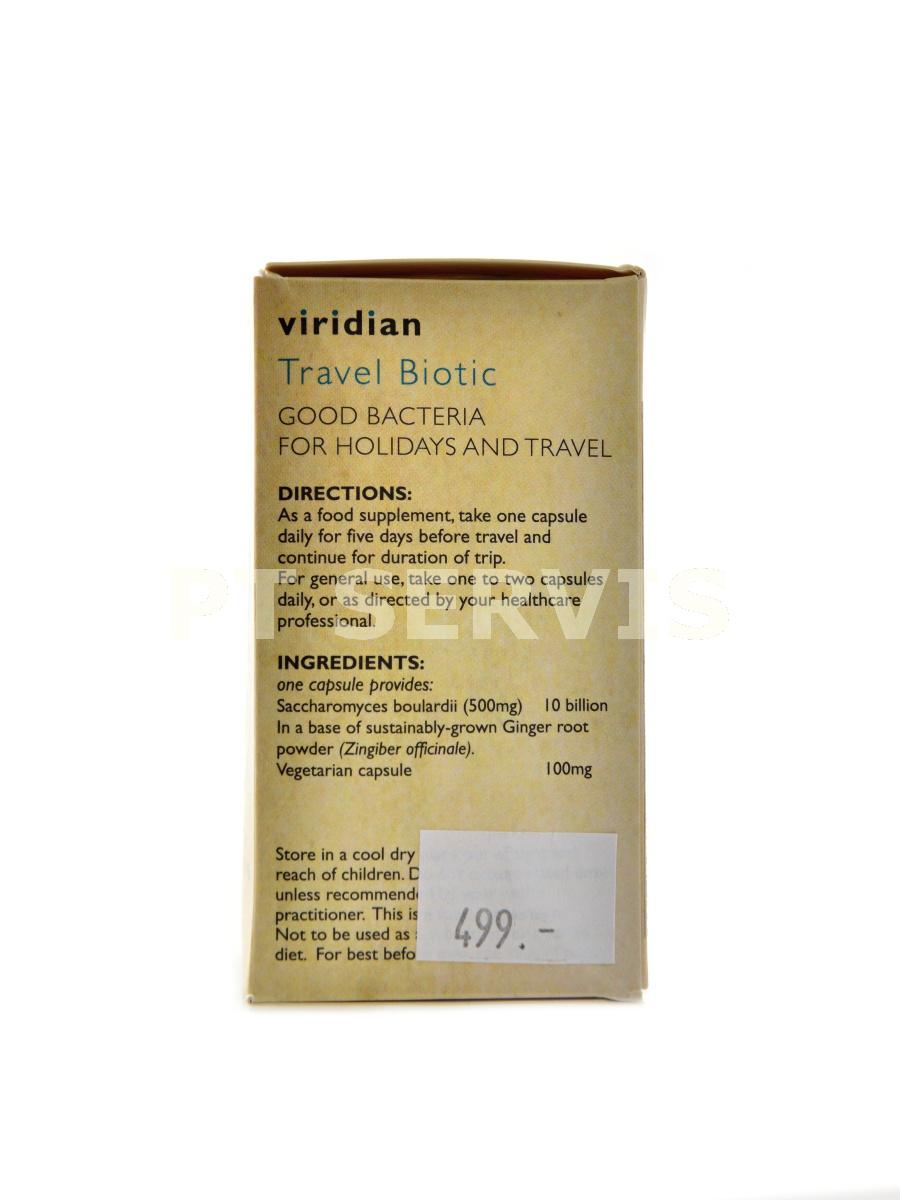 viridian
Travel Biotic
GOOD BACTERIA
FOR HOLIDAYS AND TRAVEL
DIRECTIONS:
As a food supplement, take one capsule
daily for five days before travel and
continue for duration of trip.
For general use, take one to two capsules
daily, or as directed by your healthcare
professional.
PT SERVIS
INGREDIENTS:
one capsule provides:
Saccharomyces boulardii (500mg) 10 billion
In a base of sustainably-grown Ginger root
powder (Zingiber officinale).
Vegetarian capsule 100mg
Store in a cool dry
reach of children.
unless
practitioner. This is
Not to be used as
diet. For best
499.-